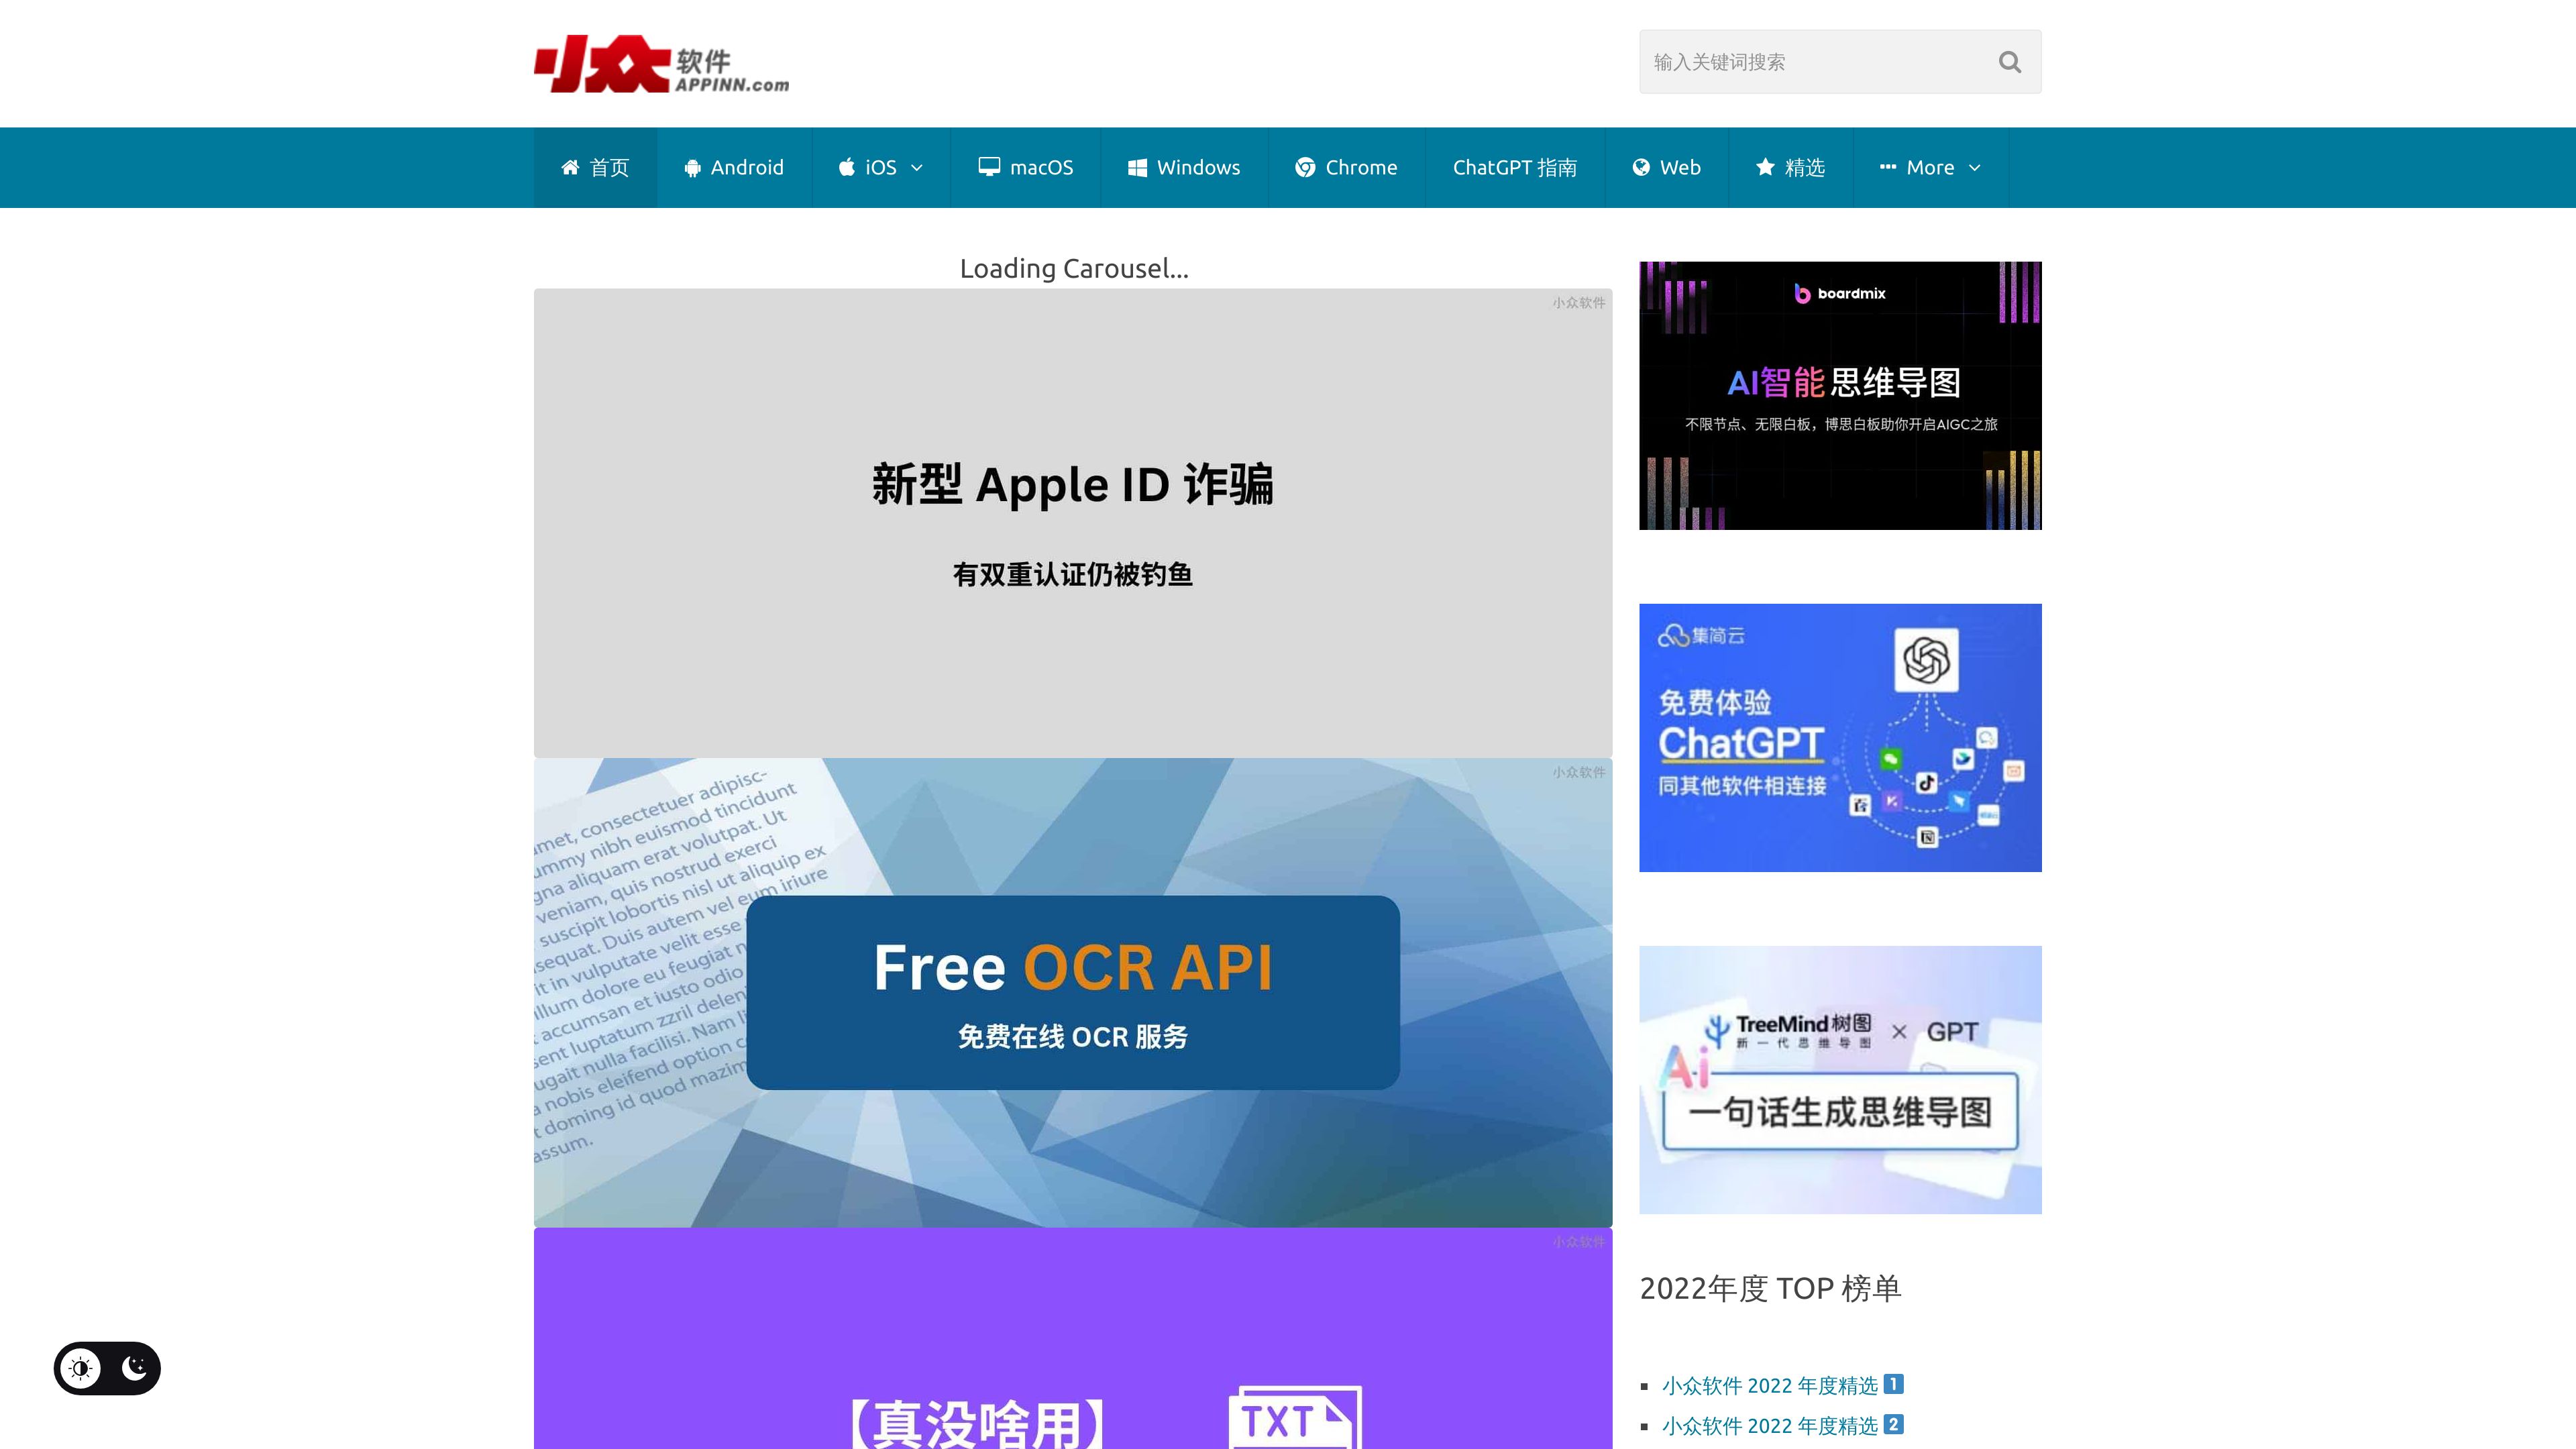 小众软件
APPINN.com
输入关键词搜索
首页
Android
iOS
macOS
Windows
Chrome
ChatGPT 指南
Web
精选
More
Loading Carousel...
小众软件
新型 Apple ID 诈骗
有双重认证仍被钓鱼
小众软件
met, consectetuer adipisc-
ummy nibh euismod tincidunt
gna aliquam erat volutpat. Ut
veniam, quis nostrud exerci
suscipit lobortis nisl ut aliquip ex
sequat. Duis autem vel eum iriure
it in vulputate velit esse
illum dolore eu feugiat n
accumsan et iusto odio
sent luptatum zzril delen
ugait nulla facilisi. Nam li
a nobis eleifend option c
t doming id quod mazim
assum.
Free OCR API
免费在线 OCR 服务
小众软件
【真没啥用】
TXT
boardmix
AI智能思维导图
不限节点、无限白板，博思白板助你开启AIGC之旅
集简云
免费体验
ChatGPT
同其他软件相连接
TreeMind树图 × GPT
新一代思维导图
Ai
一句话生成思维导图
2022年度 TOP 榜单
小众软件 2022 年度精选 1
小众软件 2022 年度精选 2